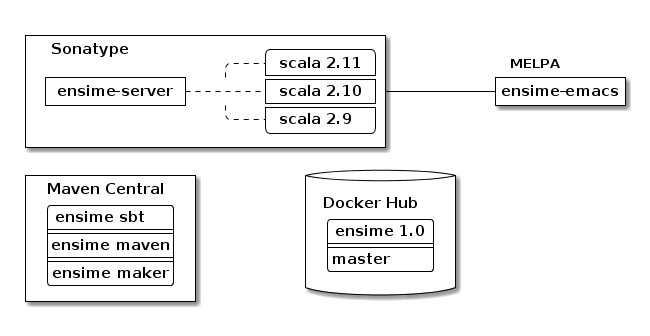 Sonatype
ensime-server
scala 2.11
scala 2.10
scala 2.9
MELPA
ensime-emacs
Maven Central
ensime sbt
ensime maven
ensime maker
Docker Hub
ensime 1.0
master